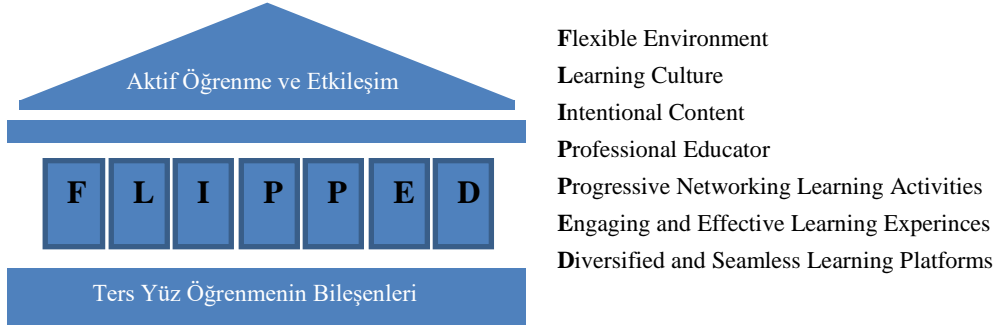 Aktif Öğrenme ve Etkileşim
F L I P P E D
Ters Yüz Öğrenmenin Bileşenleri
Flexible Environment
Learning Culture
Intentional Content
Professional Educator
Progressive Networking Learning Activities
Engaging and Effective Learning Experinces
Diversified and Seamless Learning Platforms